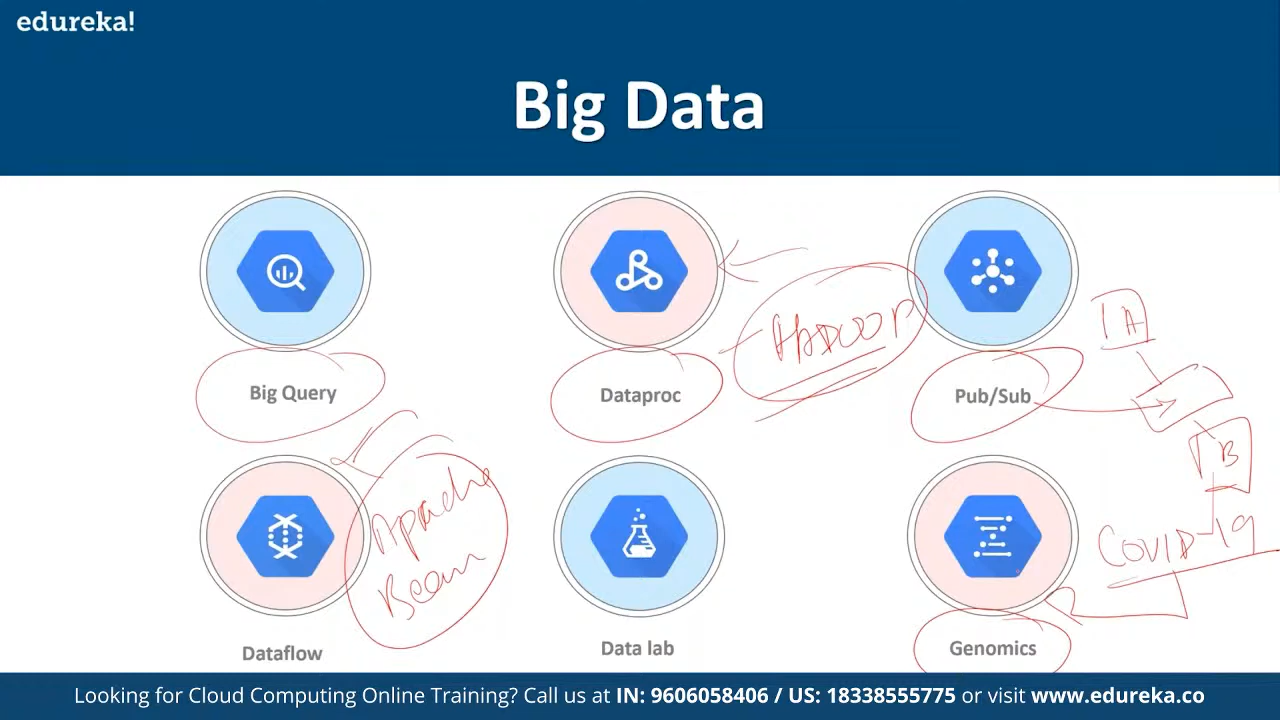 edureka!
Big Data
Big Query
Dataproc
HADOOP
Pub/Sub
A
B
Apache
Beam
COVID-19
Dataflow
Data lab
Genomics
Looking for Cloud Computing Online Training? Call us at IN: 9606058406 / US: 18338555775 or visit www.edureka.co